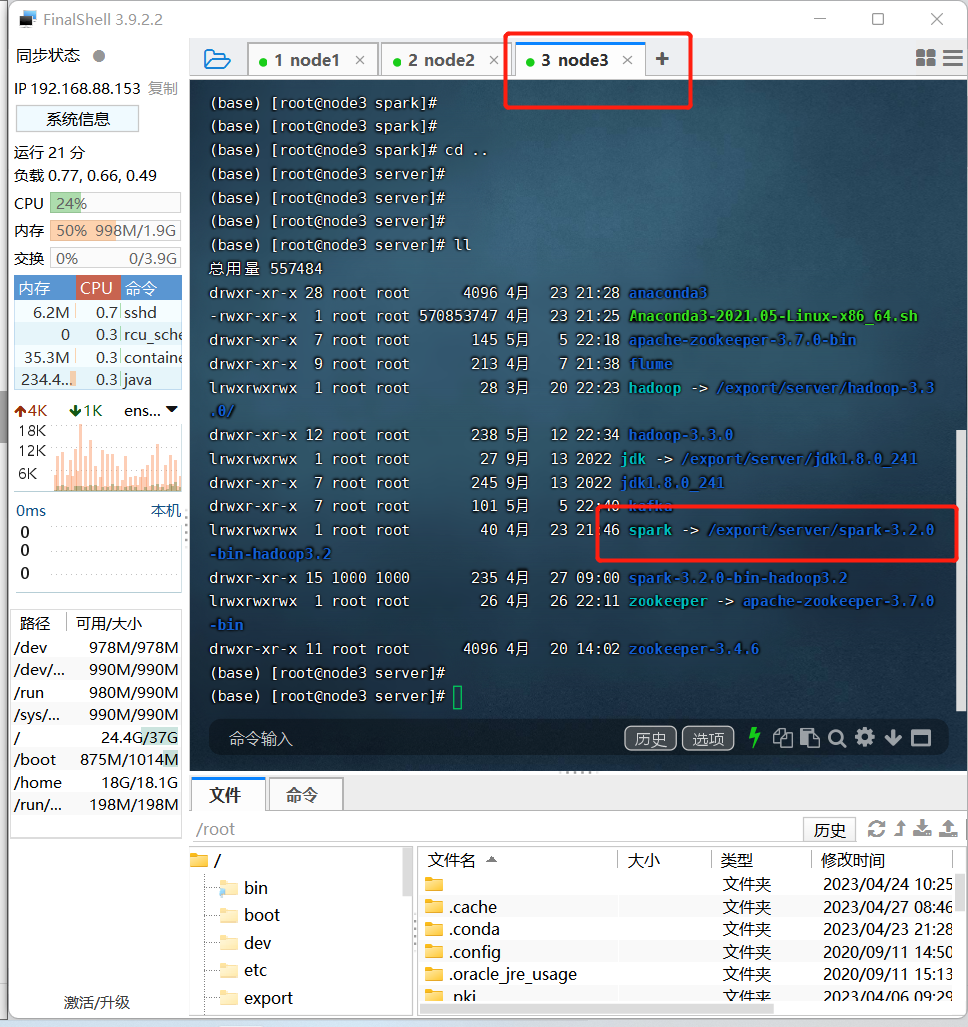 FinalShell 3.9.2.2
同步状态
IP 192.168.88.153 复制
系统信息
运行 21 分
负载 0.77, 0.66, 0.49
CPU 24%
内存 50% 998M/1.9G
交换 0% 0/3.9G
内存 CPU 命令
6.2M 0.7 sshd
0 0.3 rcu_sche
35.3M 0.3 containe
234.4... 0.3 java
4K 1K ens...
18K
12K
6K
0ms 本机
0
0
0
路径 可用/大小
/dev 978M/978M
/dev/... 990M/990M
/run 980M/990M
/sys/... 990M/990M
/ 24.4G/37G
/boot 875M/1014M
/home 18G/18.1G
/run/... 198M/198M
激活/升级
1 node1 × 2 node2 × 3 node3 × +
(base) [root@node3 spark]#
(base) [root@node3 spark]#
(base) [root@node3 spark]# cd ..
(base) [root@node3 server]#
(base) [root@node3 server]#
(base) [root@node3 server]#
(base) [root@node3 server]# ll
总用量 557484
drwxr-xr-x 28 root root 4096 4月 23 21:28 anaconda3
-rwxr-xr-x 1 root root 570853747 4月 23 21:25 Anaconda3-2021.05-Linux-x86_64.sh
drwxr-xr-x 7 root root 145 5月 5 22:18 apache-zookeeper-3.7.0-bin
drwxr-xr-x 9 root root 213 4月 7 21:38 flume
lrwxrwxrwx 1 root root 28 3月 20 22:23 hadoop -> /export/server/hadoop-3.3
.0/
drwxr-xr-x 12 root root 238 5月 12 22:34 hadoop-3.3.0
lrwxrwxrwx 1 root root 27 9月 13 2022 jdk -> /export/server/jdk1.8.0_241
drwxr-xr-x 7 root root 245 9月 13 2022 jdk1.8.0_241
drwxr-xr-x 7 root root 101 5月 5 22:40 kafka
lrwxrwxrwx 1 root root 40 4月 23 21:46 spark -> /export/server/spark-3.2.0
-bin-hadoop3.2
drwxr-xr-x 15 1000 1000 235 4月 27 09:00 spark-3.2.0-bin-hadoop3.2
lrwxrwxrwx 1 root root 26 4月 26 22:11 zookeeper -> apache-zookeeper-3.7.0
-bin
drwxr-xr-x 11 root root 4096 4月 20 14:02 zookeeper-3.4.6
(base) [root@node3 server]#
(base) [root@node3 server]#
命令输入 历史 选项
文件 命令
/root 历史
/
bin
boot
dev
etc
export
文件名 大小 类型 修改时间
文件夹 2023/04/24 10:25
.cache 文件夹 2023/04/27 08:46
.conda 文件夹 2023/04/23 21:28
.config 文件夹 2020/09/11 14:50
.oracle_jre_usage 文件夹 2020/09/11 15:13
.pki 文件夹 2023/04/06 09:29